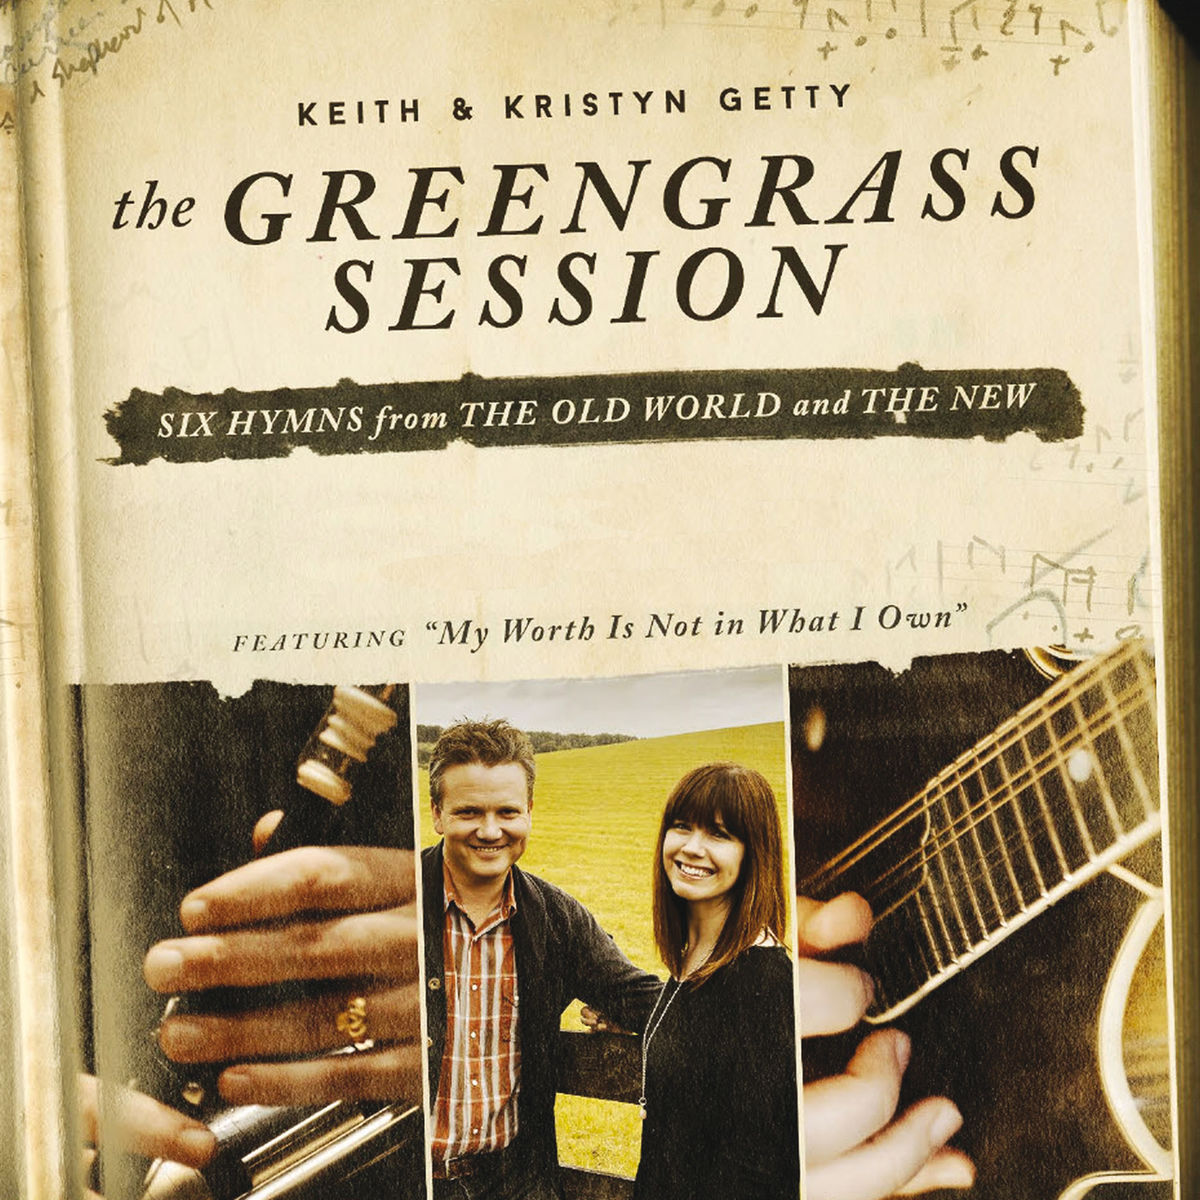 KEITH & KRISTYN GETTY
the GREENGRASS
SESSION
SIX HYMNS from THE OLD WORLD and THE NEW
FEATURING “My Worth Is Not in What I Own”